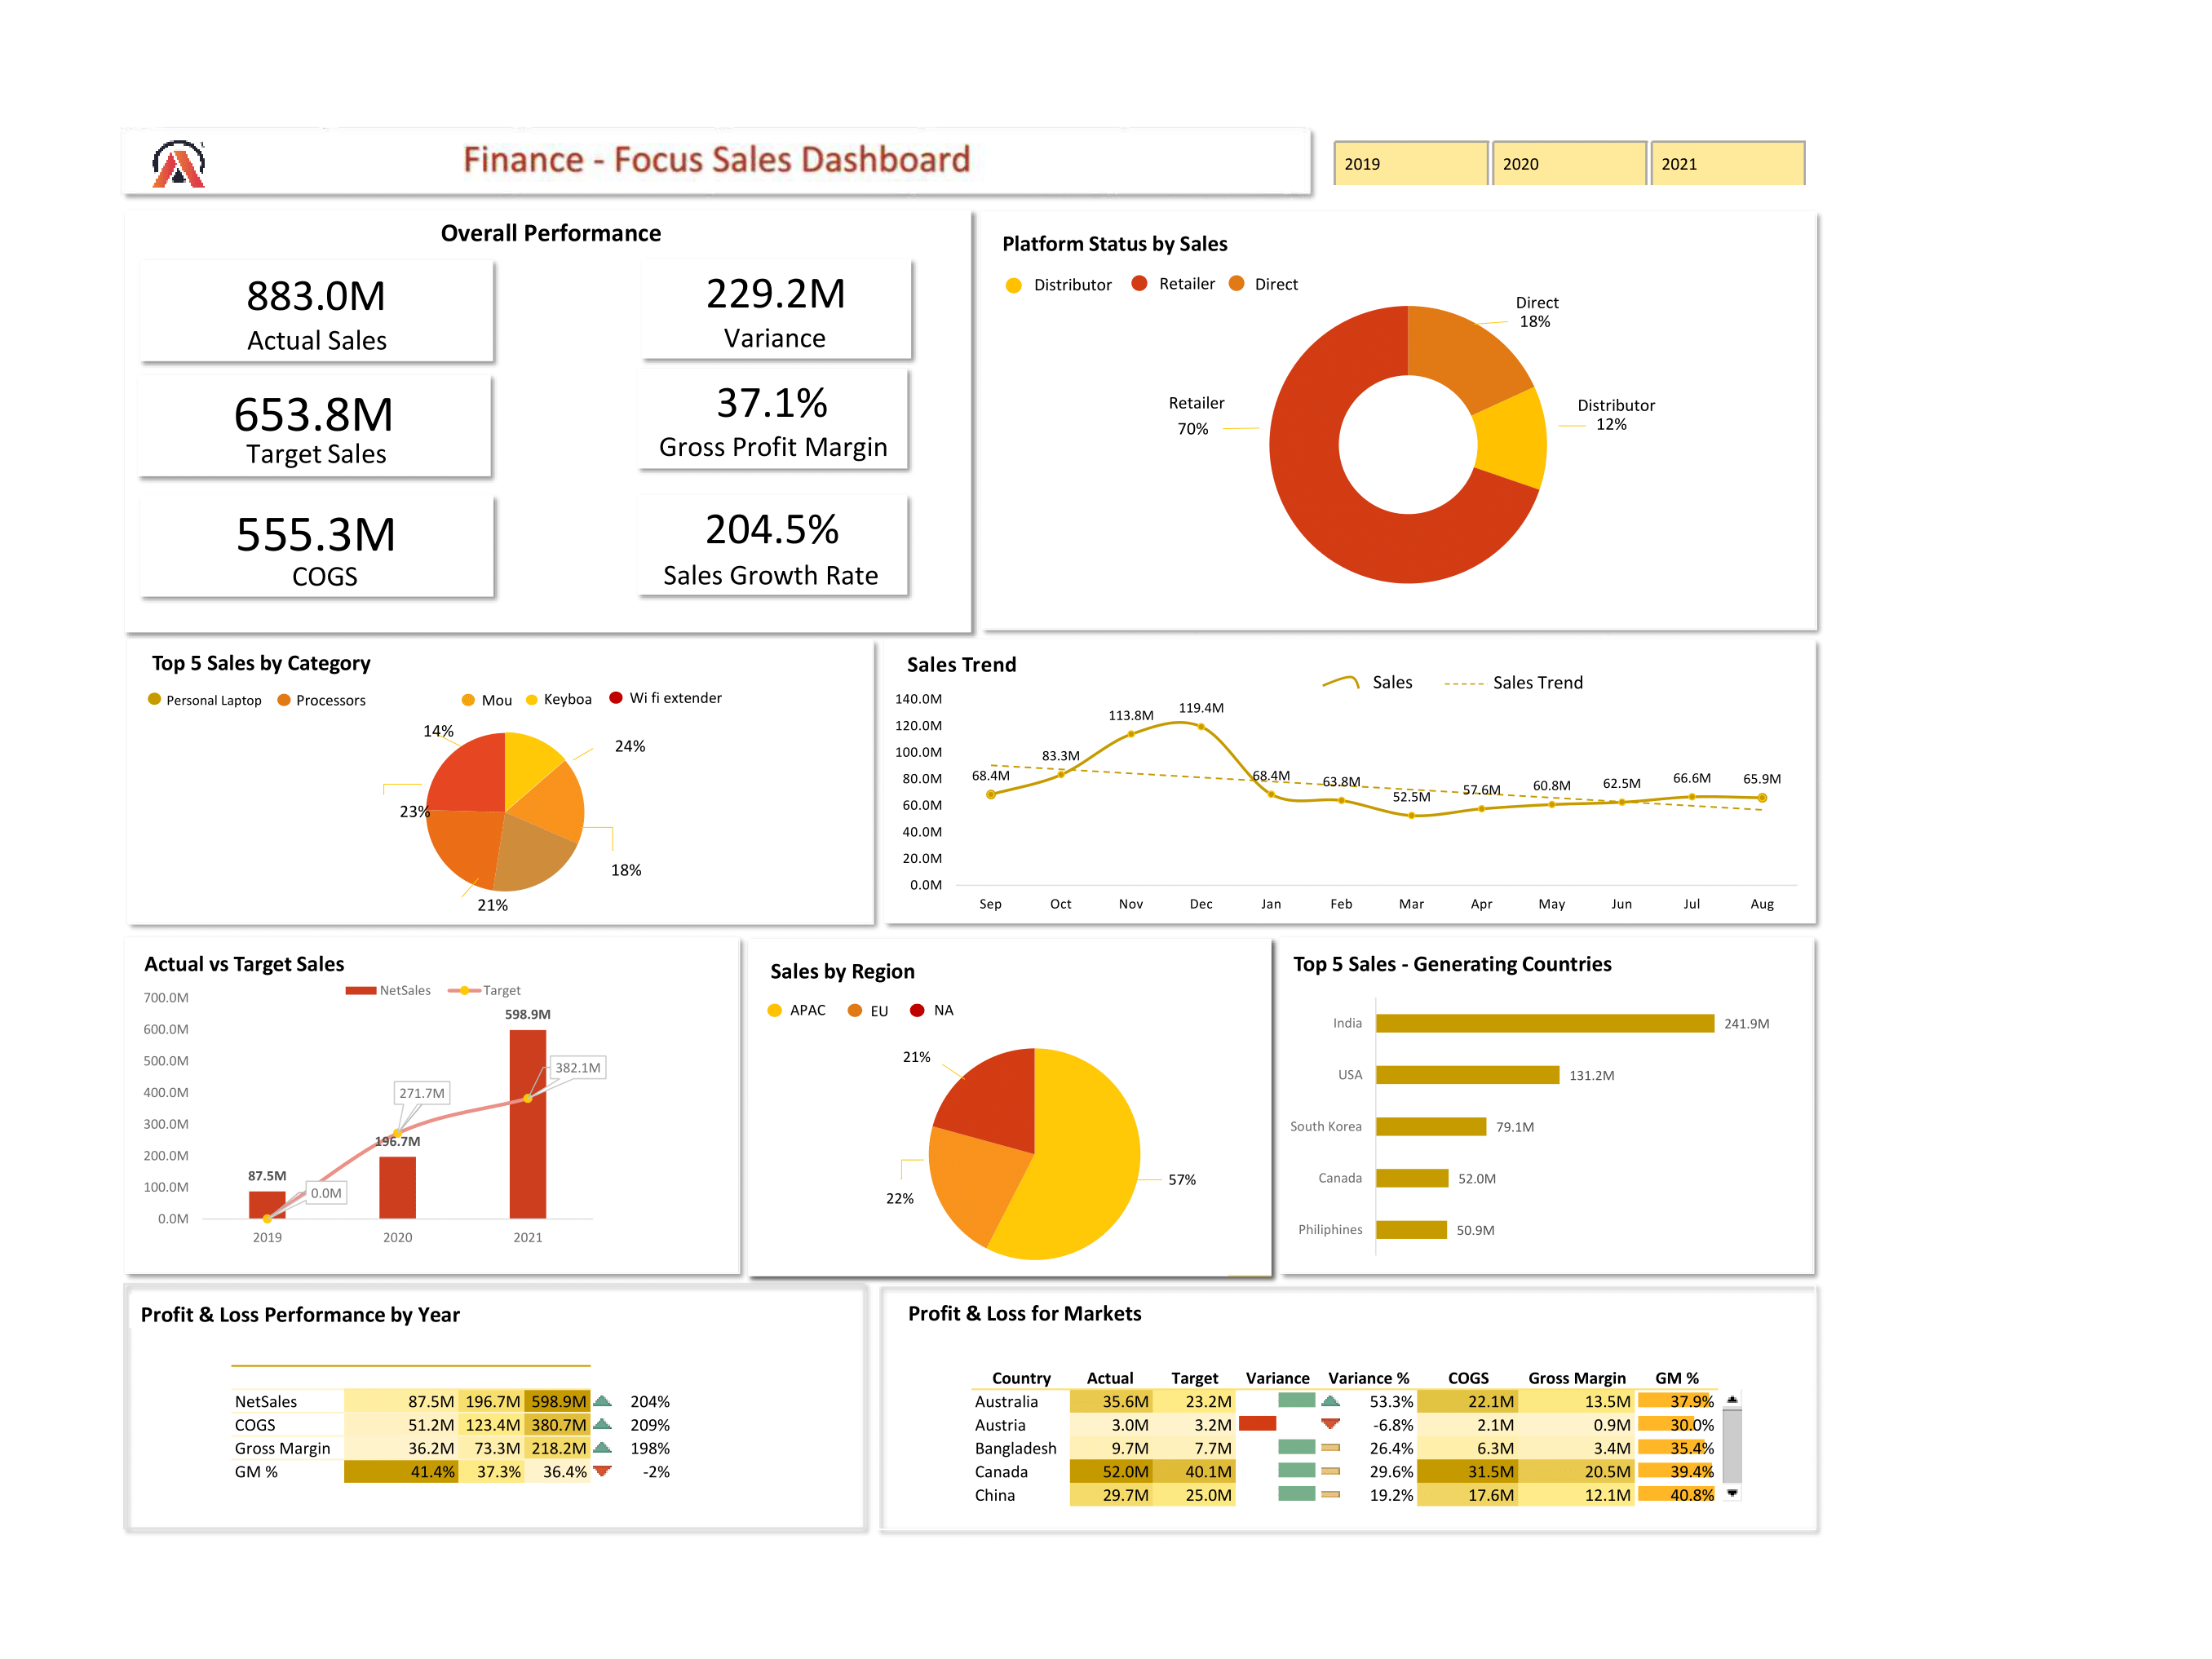 Finance - Focus Sales Dashboard
2019
2020
2021
Overall Performance
883.0M
Actual Sales
229.2M
Variance
653.8M
Target Sales
37.1%
Gross Profit Margin
555.3M
COGS
204.5%
Sales Growth Rate
Platform Status by Sales
Distributor Retailer Direct
Direct
18%
Retailer
70%
Distributor
12%
Top 5 Sales by Category
Personal Laptop Processors Mou Keyboa Wi fi extender
14%
24%
23%
18%
21%
Sales Trend
Sales Sales Trend
140.0M
120.0M
100.0M
80.0M
60.0M
40.0M
20.0M
0.0M
68.4M
83.3M
113.8M
119.4M
68.4M
63.8M
52.5M
57.6M
60.8M
62.5M
66.6M
65.9M
Sep Oct Nov Dec Jan Feb Mar Apr May Jun Jul Aug
Actual vs Target Sales
NetSales Target
700.0M
600.0M
500.0M
400.0M
300.0M
200.0M
100.0M
0.0M
87.5M
196.7M
598.9M
0.0M
271.7M
382.1M
2019 2020 2021
Sales by Region
APAC EU NA
21%
57%
22%
Top 5 Sales - Generating Countries
India 241.9M
USA 131.2M
South Korea 79.1M
Canada 52.0M
Philiphines 50.9M
Profit & Loss Performance by Year
NetSales 87.5M 196.7M 598.9M 204%
COGS 51.2M 123.4M 380.7M 209%
Gross Margin 36.2M 73.3M 218.2M 198%
GM % 41.4% 37.3% 36.4% -2%
Profit & Loss for Markets
Country Actual Target Variance Variance % COGS Gross Margin GM %
Australia 35.6M 23.2M 53.3% 22.1M 13.5M 37.9%
Austria 3.0M 3.2M -6.8% 2.1M 0.9M 30.0%
Bangladesh 9.7M 7.7M 26.4% 6.3M 3.4M 35.4%
Canada 52.0M 40.1M 29.6% 31.5M 20.5M 39.4%
China 29.7M 25.0M 19.2% 17.6M 12.1M 40.8%